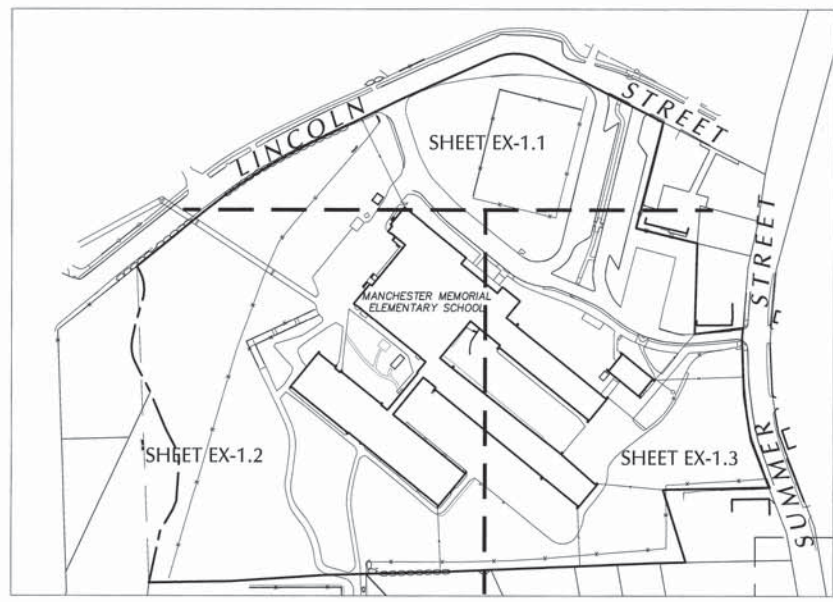 LINCOLN
STREET
SHEET EX-1.1
STREET
MANCHESTER MEMORIAL
ELEMENTARY SCHOOL
SHEET EX-1.2
SHEET EX-1.3
SUMMER